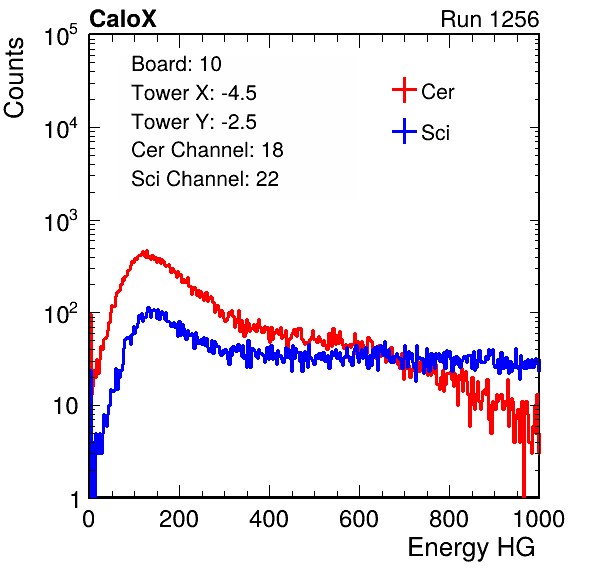 CaloX Run 1256
Counts
10^5
10^4
10^3
10^2
10
1
Board: 10
Tower X: -4.5
Tower Y: -2.5
Cer Channel: 18
Sci Channel: 22
Cer
Sci
0 200 400 600 800 1000
Energy HG